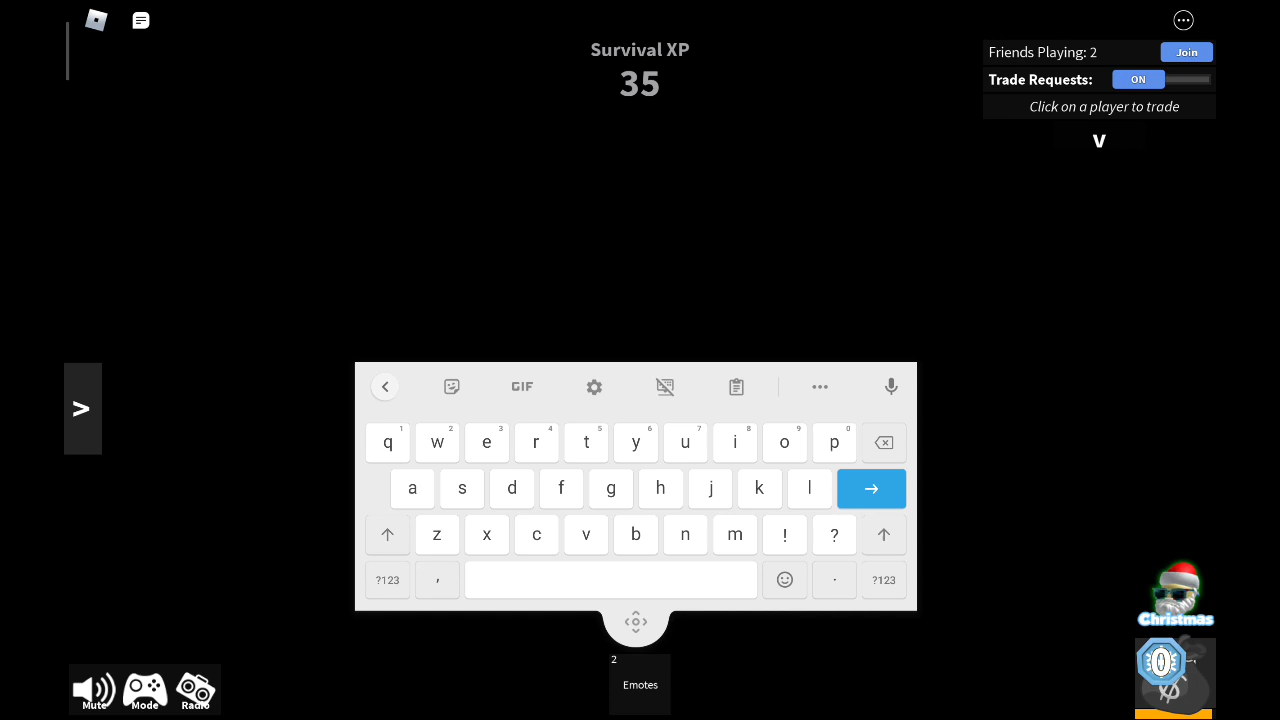 Survival XP
35
Friends Playing: 2
Join
Trade Requests:
ON
Click on a player to trade
v
>
GIF
q 1 w 2 e 3 r 4 t 5 y 6 u 7 i 8 o 9 p 0
a s d f g h j k l
z x c v b n m ! ?
?123 , . ?123
Christmas
0
2
Emotes
Mute Mode Radio